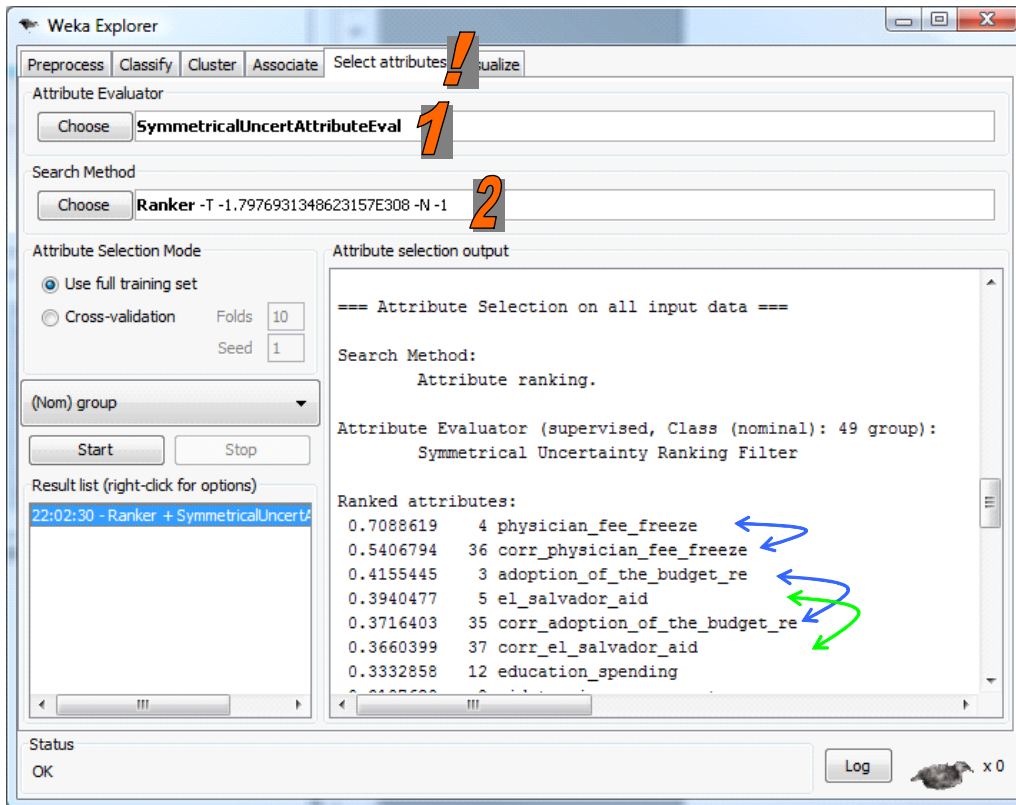 Weka Explorer
Preprocess Classify Cluster Associate Select attributes ! ualize
Attribute Evaluator
Choose SymmetricalUncertAttributeEval 1
Search Method
Choose Ranker -T -1.7976931348623157E308 -N -1 2
Attribute Selection Mode
Use full training set
Cross-validation Folds 10
Seed 1
(Nom) group
Start Stop
Result list (right-click for options)
22:02:30 - Ranker + SymmetricalUncertA
Attribute selection output
=== Attribute Selection on all input data ===
Search Method:
Attribute ranking.
Attribute Evaluator (supervised, Class (nominal): 49 group):
Symmetrical Uncertainty Ranking Filter
Ranked attributes:
0.7088619 4 physician_fee_freeze
0.5406794 36 corr_physician_fee_freeze
0.4155445 3 adoption_of_the_budget_re
0.3940477 5 el_salvador_aid
0.3716403 35 corr_adoption_of_the_budget_re
0.3660399 37 corr_el_salvador_aid
0.3332858 12 education_spending
Status
OK
Log
x 0